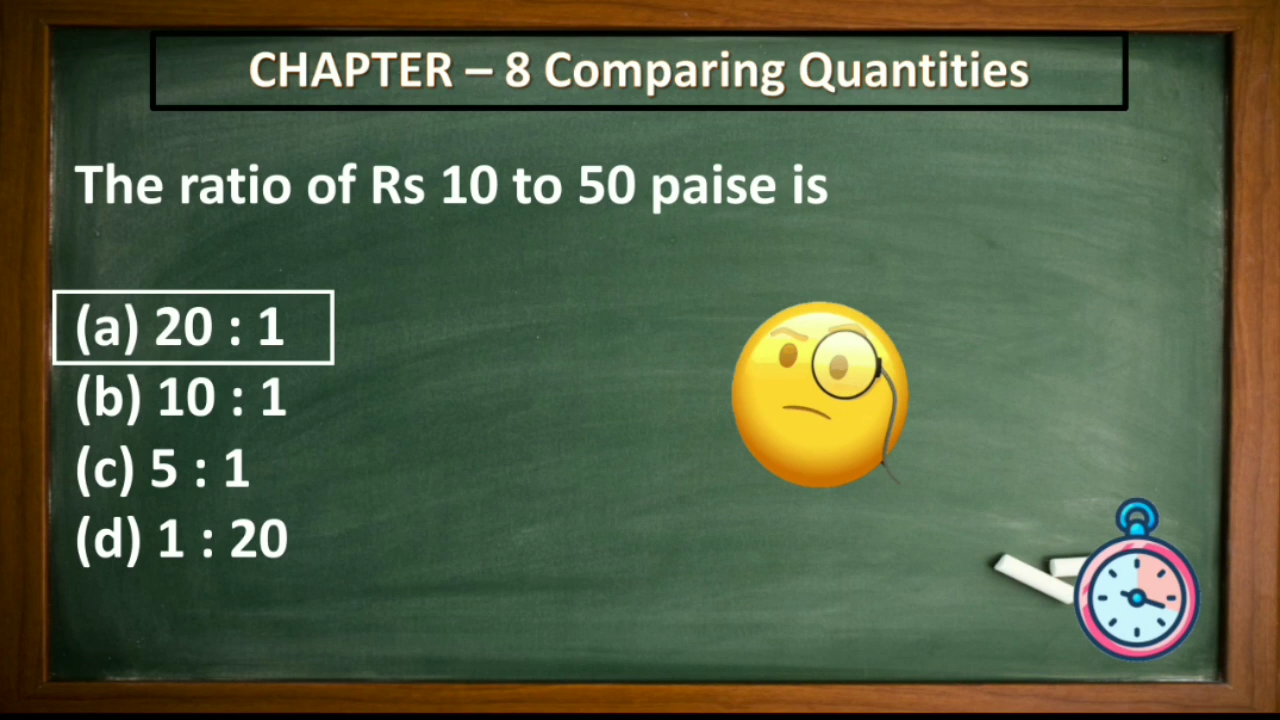 CHAPTER – 8 Comparing Quantities
The ratio of Rs 10 to 50 paise is
(a) 20 : 1
(b) 10 : 1
(c) 5 : 1
(d) 1 : 20